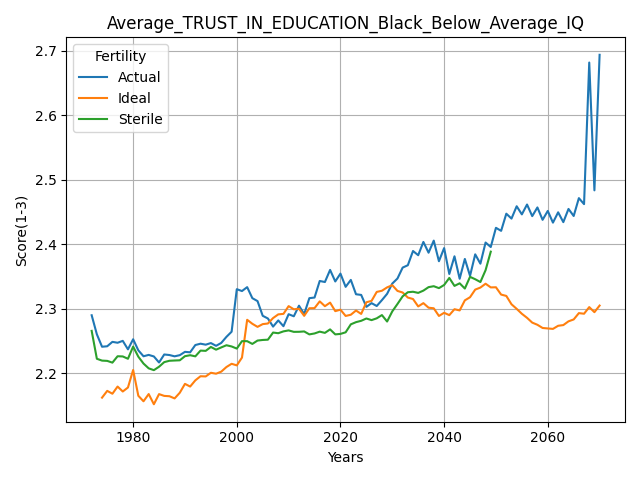 Average_TRUST_IN_EDUCATION_Black_Below_Average_IQ
Fertility
Actual
Ideal
Sterile
Score(1-3)
2.7
2.6
2.5
2.4
2.3
2.2
1980
2000
2020
2040
2060
Years